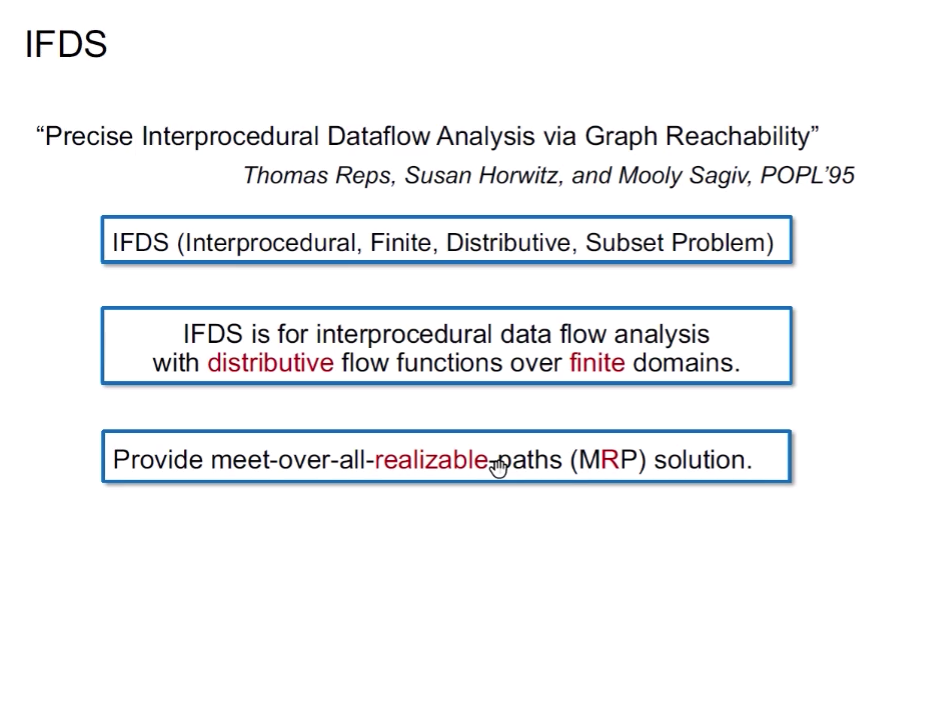 IFDS
“Precise Interprocedural Dataflow Analysis via Graph Reachability”
Thomas Reps, Susan Horwitz, and Mooly Sagiv, POPL’95
IFDS (Interprocedural, Finite, Distributive, Subset Problem)
IFDS is for interprocedural data flow analysis
with distributive flow functions over finite domains.
Provide meet-over-all-realizable-paths (MRP) solution.